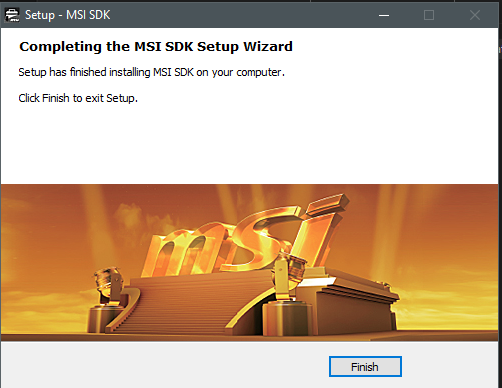 Setup - MSI SDK
Completing the MSI SDK Setup Wizard
Setup has finished installing MSI SDK on your computer.
Click Finish to exit Setup.
msi
Finish